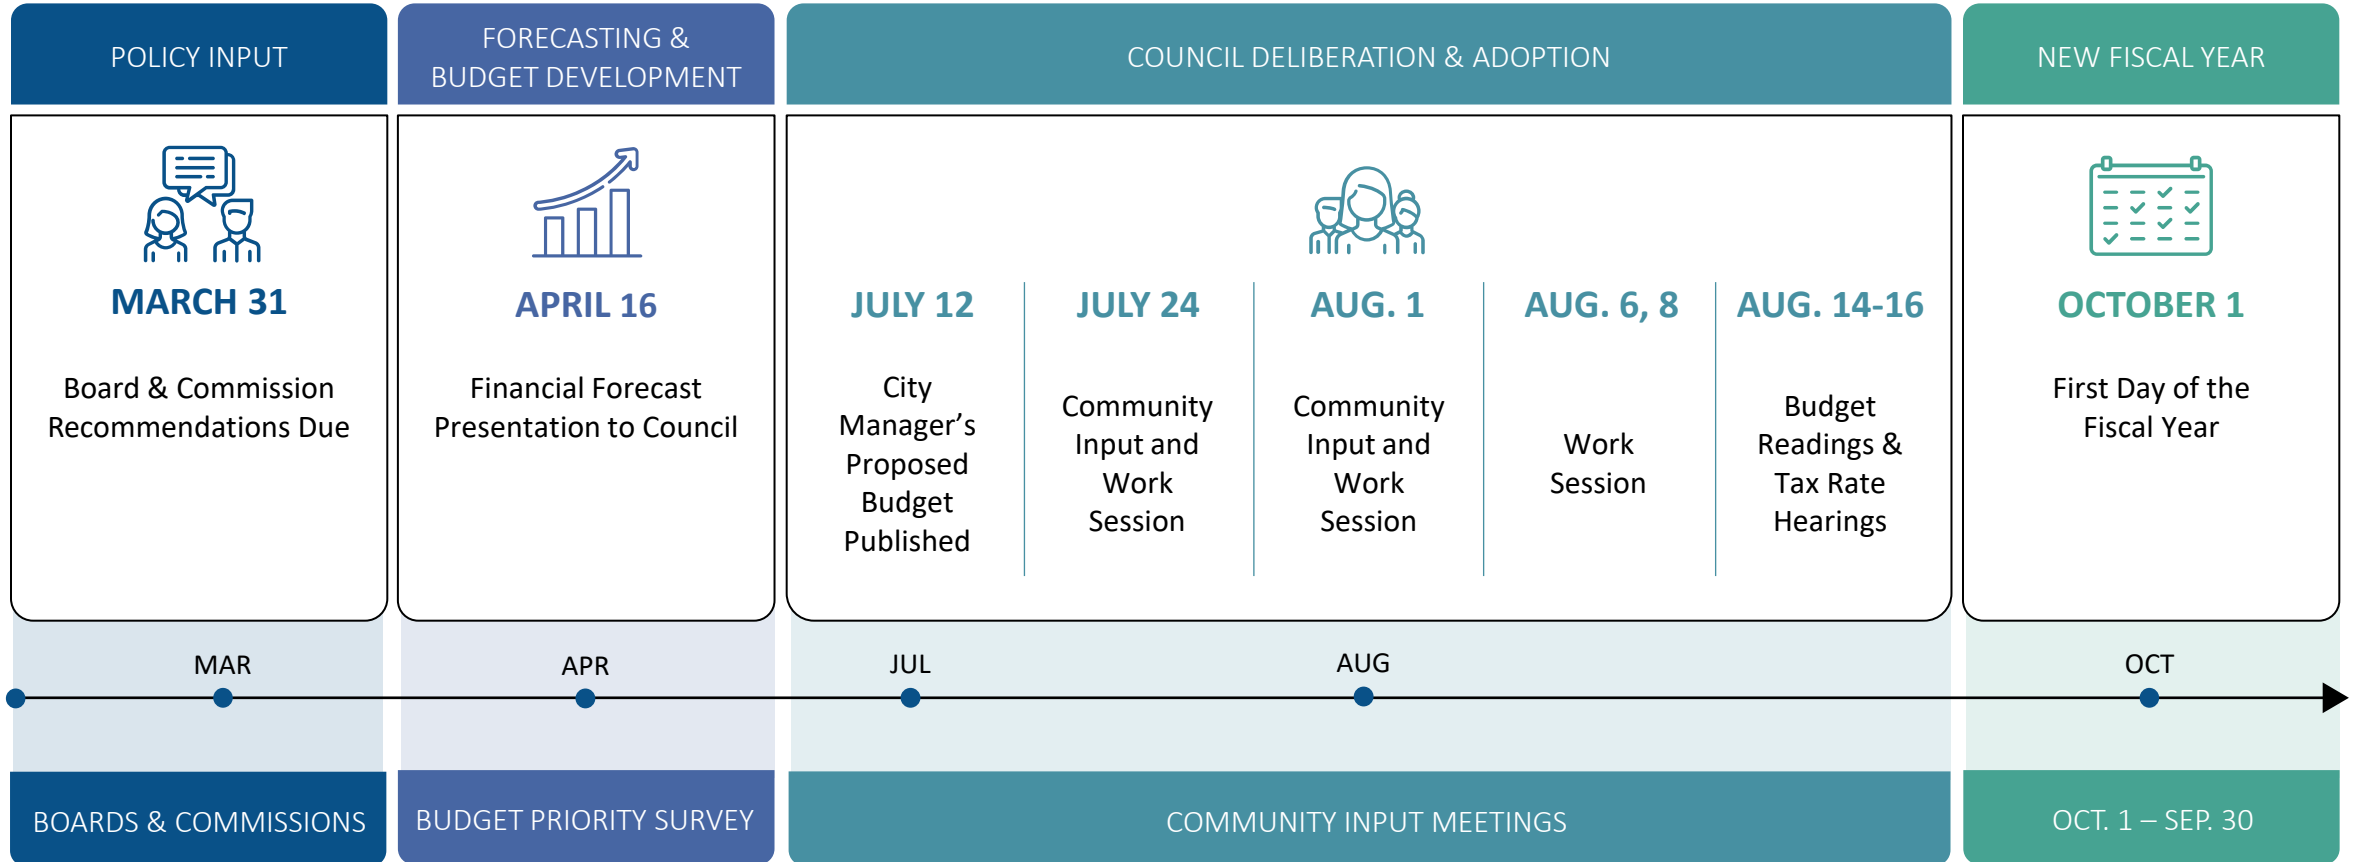 POLICY INPUT
FORECASTING &
BUDGET DEVELOPMENT
COUNCIL DELIBERATION & ADOPTION
NEW FISCAL YEAR
MARCH 31
Board & Commission
Recommendations Due
APRIL 16
Financial Forecast
Presentation to Council
JULY 12
City
Manager’s
Proposed
Budget
Published
JULY 24
Community
Input and
Work
Session
AUG. 1
Community
Input and
Work
Session
AUG. 6, 8
Work
Session
AUG. 14-16
Budget
Readings &
Tax Rate
Hearings
OCTOBER 1
First Day of the
Fiscal Year
MAR
APR
JUL
AUG
OCT
BOARDS & COMMISSIONS
BUDGET PRIORITY SURVEY
COMMUNITY INPUT MEETINGS
OCT. 1 – SEP. 30